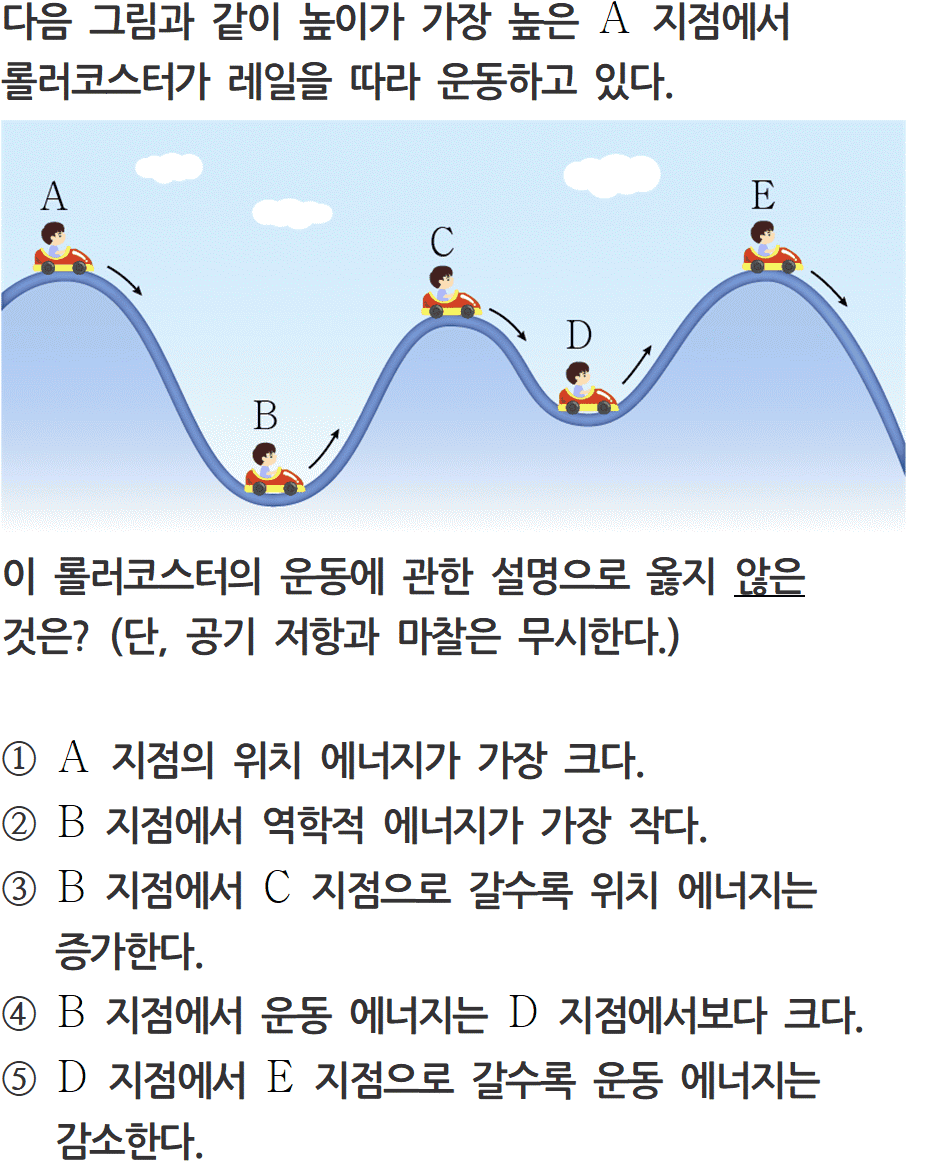 다음 그림과 같이 높이가 가장 높은 A 지점에서
롤러코스터가 레일을 따라 운동하고 있다.
A
E
C
D
B
이 롤러코스터의 운동에 관한 설명으로 옳지 않은
것은? (단, 공기 저항과 마찰은 무시한다.)
① A 지점의 위치 에너지가 가장 크다.
② B 지점에서 역학적 에너지가 가장 작다.
③ B 지점에서 C 지점으로 갈수록 위치 에너지는
증가한다.
④ B 지점에서 운동 에너지는 D 지점에서보다 크다.
⑤ D 지점에서 E 지점으로 갈수록 운동 에너지는
감소한다.